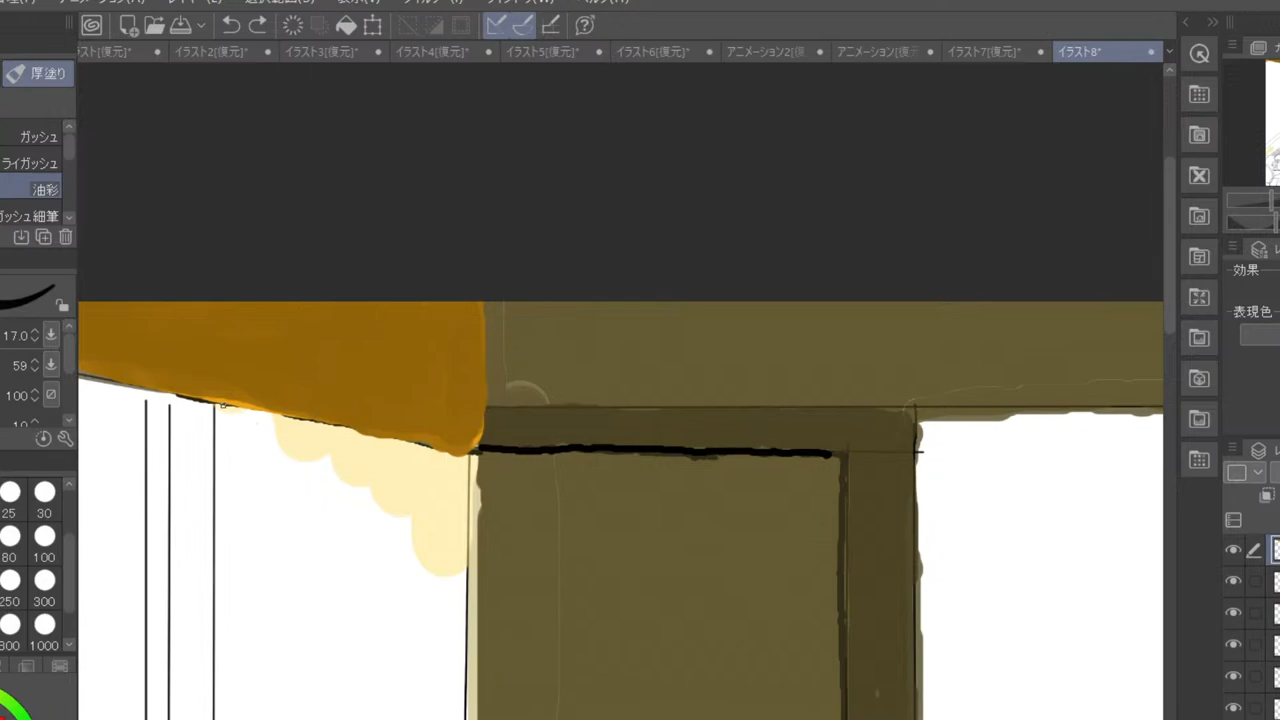 スト[復元]*
イラスト2[復元]*
イラスト3[復元]*
イラスト4[復元]*
イラスト5[復元]*
イラスト6[復元]*
アニメーション2[復
アニメーション[復元
イラスト7[復元]*
イラスト8*
厚塗り
ガッシュ
ライガッシュ
油彩
ガッシュ細筆
17.0
59
100
25
30
80
100
250
300
800
1000
効果
表現色